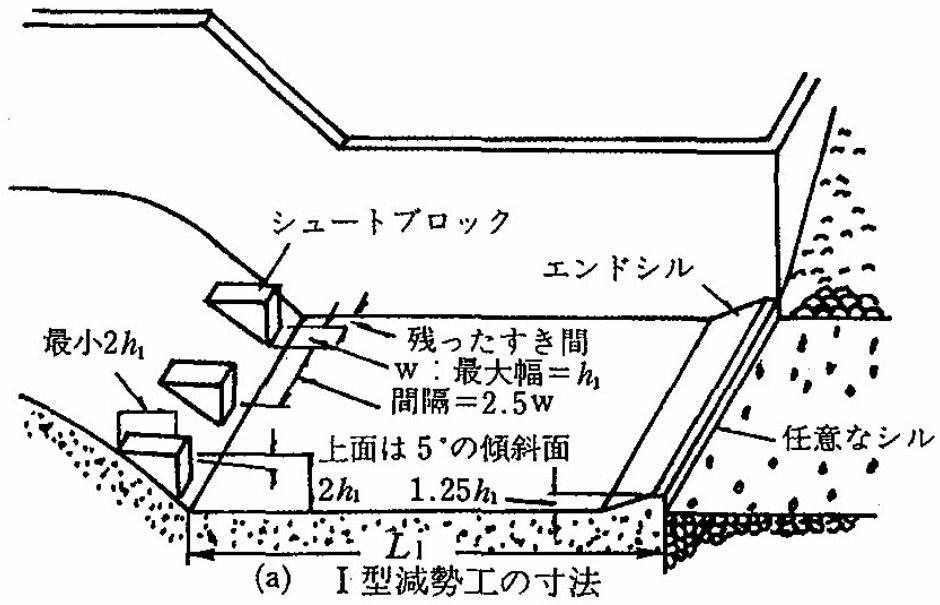 シュートブロック
エンドシル
残ったすき間
最小2h₁
w：最大幅＝h₁
間隔＝2.5w
任意なシル
上面は5°の傾斜面
2h₁
1.25h₁
L1
(a) Ⅰ型減勢工の寸法